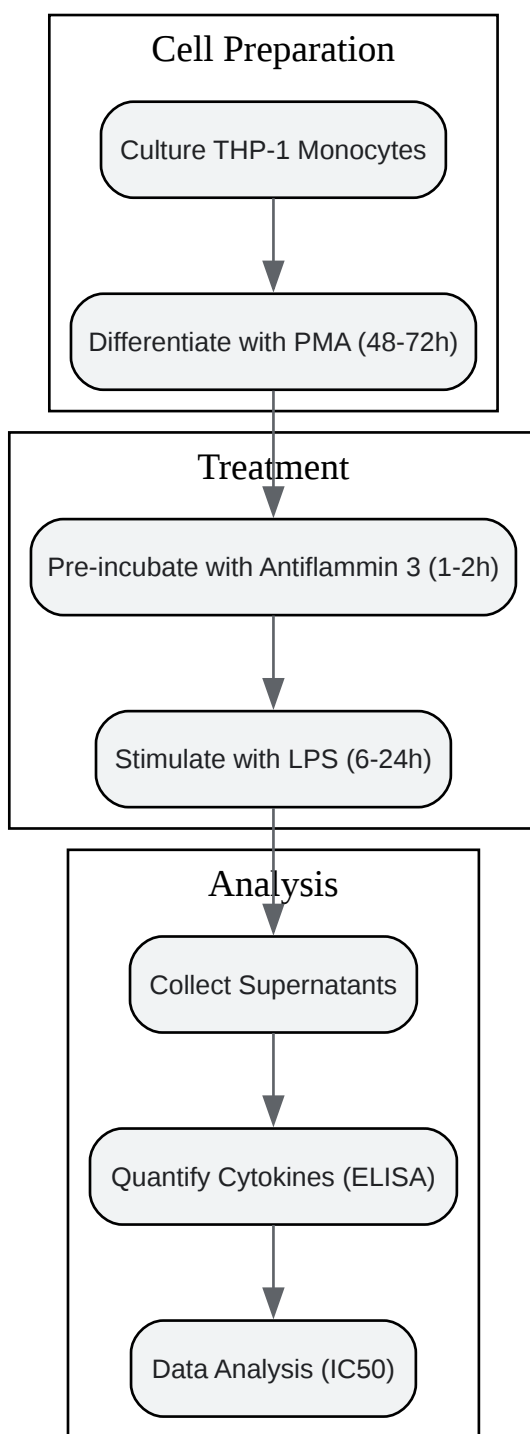 Cell Preparation
Culture THP-1 Monocytes
Differentiate with PMA (48-72h)
Treatment
Pre-incubate with Antiflammin 3 (1-2h)
Stimulate with LPS (6-24h)
Analysis
Collect Supernatants
Quantify Cytokines (ELISA)
Data Analysis (IC50)